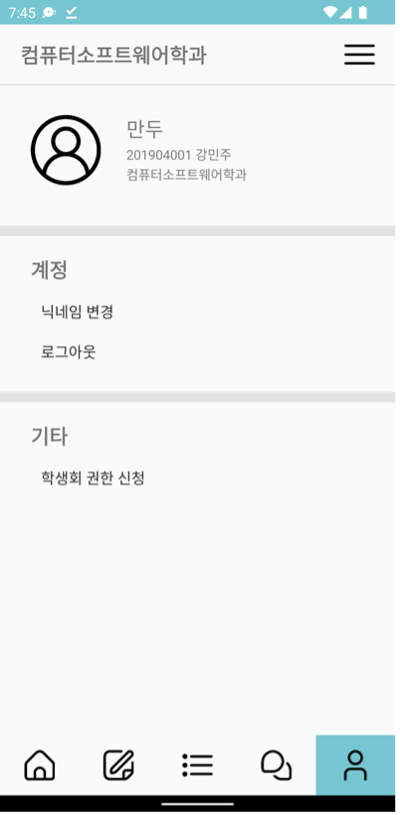 7:45
컴퓨터소프트웨어학과
만두
201904001 강민주
컴퓨터소프트웨어학과
계정
닉네임 변경
로그아웃
기타
학생회 권한 신청